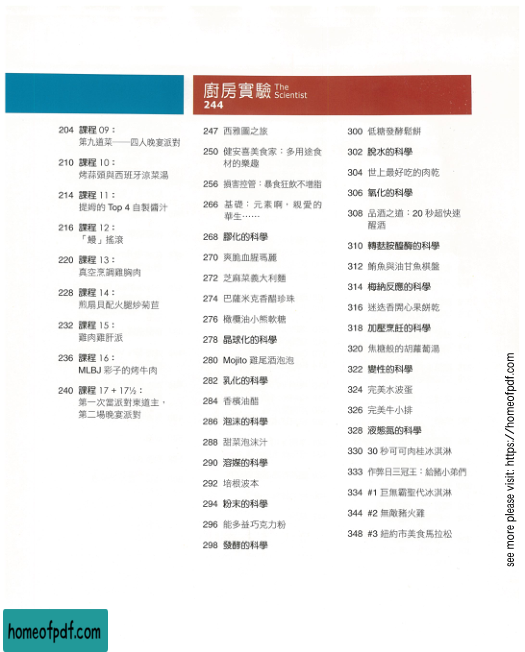 204 課程 09：
第九道菜——四人晚宴派對
210 課程 10：
烤蒜頭與西班牙涼菜湯
214 課程 11：
提姆的 Top 4 自製醬汁
216 課程 12：
「鰻」搖滾
220 課程 13：
真空烹調雞胸肉
228 課程 14：
煎扇貝配火腿炒菊苣
232 課程 15：
雞肉雞肝派
236 課程 16：
MLBJ 彩子的烤牛肉
240 課程 17 + 17½：
第一次當派對東道主，
第二場晚宴派對
廚房實驗 The
Scientist
244
247 西雅圖之旅
250 健安喜美食家：多用途食
材的樂趣
256 損害控管：暴食狂飲不增脂
266 基礎：元素啊，親愛的
華生……
268 膠化的科學
270 爽脆血腥瑪麗
272 芝麻菜義大利麵
274 巴薩米克香醋珍珠
276 橄欖油小熊軟糖
278 晶球化的科學
280 Mojito 雞尾酒泡泡
282 乳化的科學
284 香檳油醋
286 泡沫的科學
288 甜菜泡沫汁
290 溶媒的科學
292 培根波本
294 粉末的科學
296 能多益巧克力粉
298 發酵的科學
300 低糖發酵鬆餅
302 脫水的科學
304 世上最好吃的肉乾
306 氧化的科學
308 品酒之道：20 秒超快速
醒酒
310 轉麩胺醯酶的科學
312 鮪魚與油甘魚棋盤
314 梅納反應的科學
316 迷迭香開心果餅乾
318 加壓烹飪的科學
320 焦糖般的胡蘿蔔湯
322 變性的科學
324 完美水波蛋
326 完美牛小排
328 液態氮的科學
330 30 秒可可肉桂冰淇淋
333 作弊日三冠王：給豬小弟們
334 #1 巨無霸聖代冰淇淋
344 #2 無敵豬火雞
348 #3 紐約市美食馬拉松
see more please visit: https://homeofpdf.com
homeofpdf.com